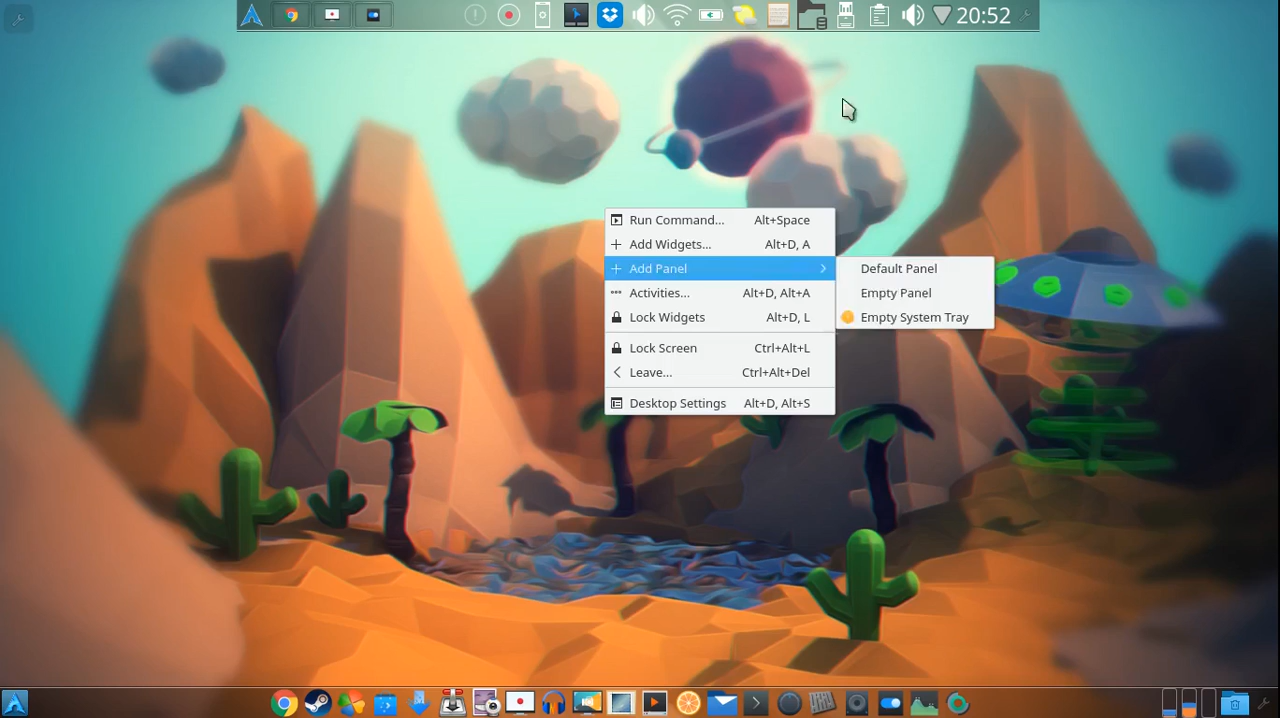 20:52
Run Command... Alt+Space
Add Widgets... Alt+D, A
Add Panel
Activities... Alt+D, Alt+A
Lock Widgets Alt+D, L
Lock Screen Ctrl+Alt+L
Leave... Ctrl+Alt+Del
Desktop Settings Alt+D, Alt+S
Default Panel
Empty Panel
Empty System Tray